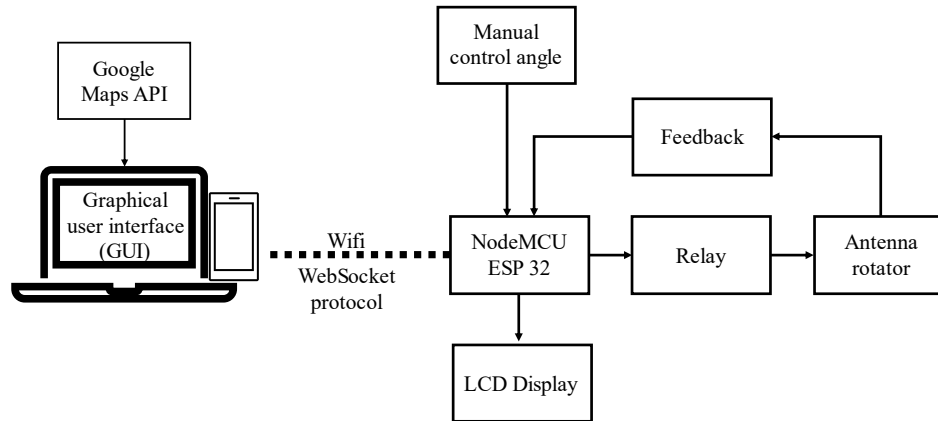 Manual
control angle
Google
Maps API
Feedback
Graphical
user interface
(GUI)
Wifi
WebSocket
protocol
NodeMCU
ESP 32
Relay
Antenna
rotator
LCD Display